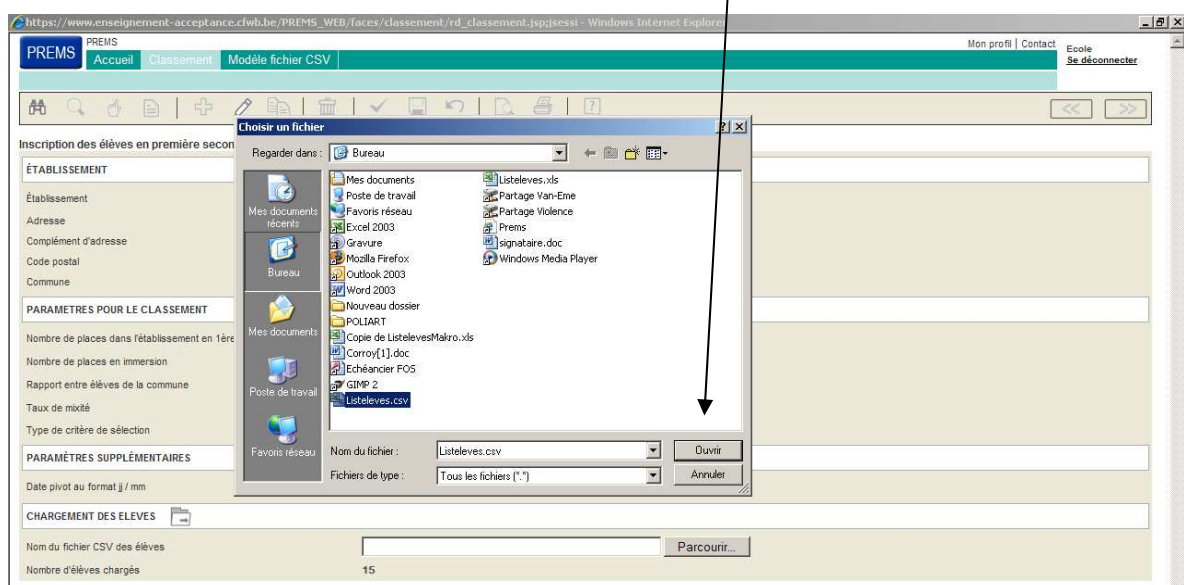 https://www.enseignement-acceptance.cfwb.be/PREMS_WEB/faces/classement/rd_classement.jsp;jsessi - Windows Internet Explorer
PREMS
PREMS
Mon profil | Contact
Ecole
Se déconnecter
Accueil
Classement
Modèle fichier CSV
<< >>
Inscription des élèves en première secon
ÉTABLISSEMENT
Établissement
Adresse
Complément d'adresse
Code postal
Commune
PARAMETRES POUR LE CLASSEMENT
Nombre de places dans l'établissement en 1ère
Nombre de places en immersion
Rapport entre élèves de la commune
Taux de mixité
Type de critère de sélection
PARAMÈTRES SUPPLÉMENTAIRES
Date pivot au format jj / mm
CHARGEMENT DES ELEVES
Nom du fichier CSV des élèves
Parcourir...
Nombre d'élèves chargés
15
Choisir un fichier
Regarder dans :
Bureau
Mes documents récents
Bureau
Mes documents
Poste de travail
Favoris réseau
Mes documents
Poste de travail
Favoris réseau
Excel 2003
Gravure
Mozilla Firefox
Outlook 2003
Word 2003
Nouveau dossier
POLIART
Copie de ListelevesMakro.xls
Corroy[1].doc
Echéancier FOS
GIMP 2
Listeleves.csv
Listeleves.xls
Partage Van-Eme
Partage Violence
Prems
signataire.doc
Windows Media Player
Nom du fichier :
Listeleves.csv
Ouvrir
Fichiers de type :
Tous les fichiers (*.*)
Annuler